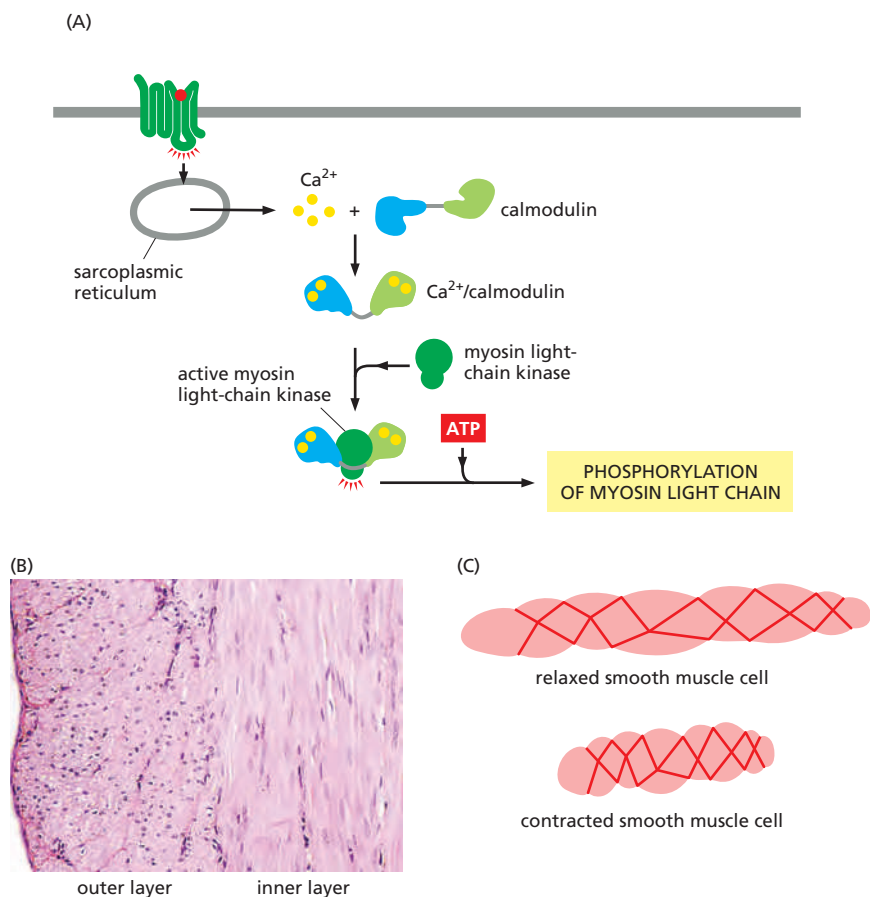 (A)
Ca2+
+
calmodulin
sarcoplasmic
reticulum
Ca2+/calmodulin
myosin light-
chain kinase
active myosin
light-chain kinase
ATP
PHOSPHORYLATION
OF MYOSIN LIGHT CHAIN
(B)
outer layer
inner layer
(C)
relaxed smooth muscle cell
contracted smooth muscle cell